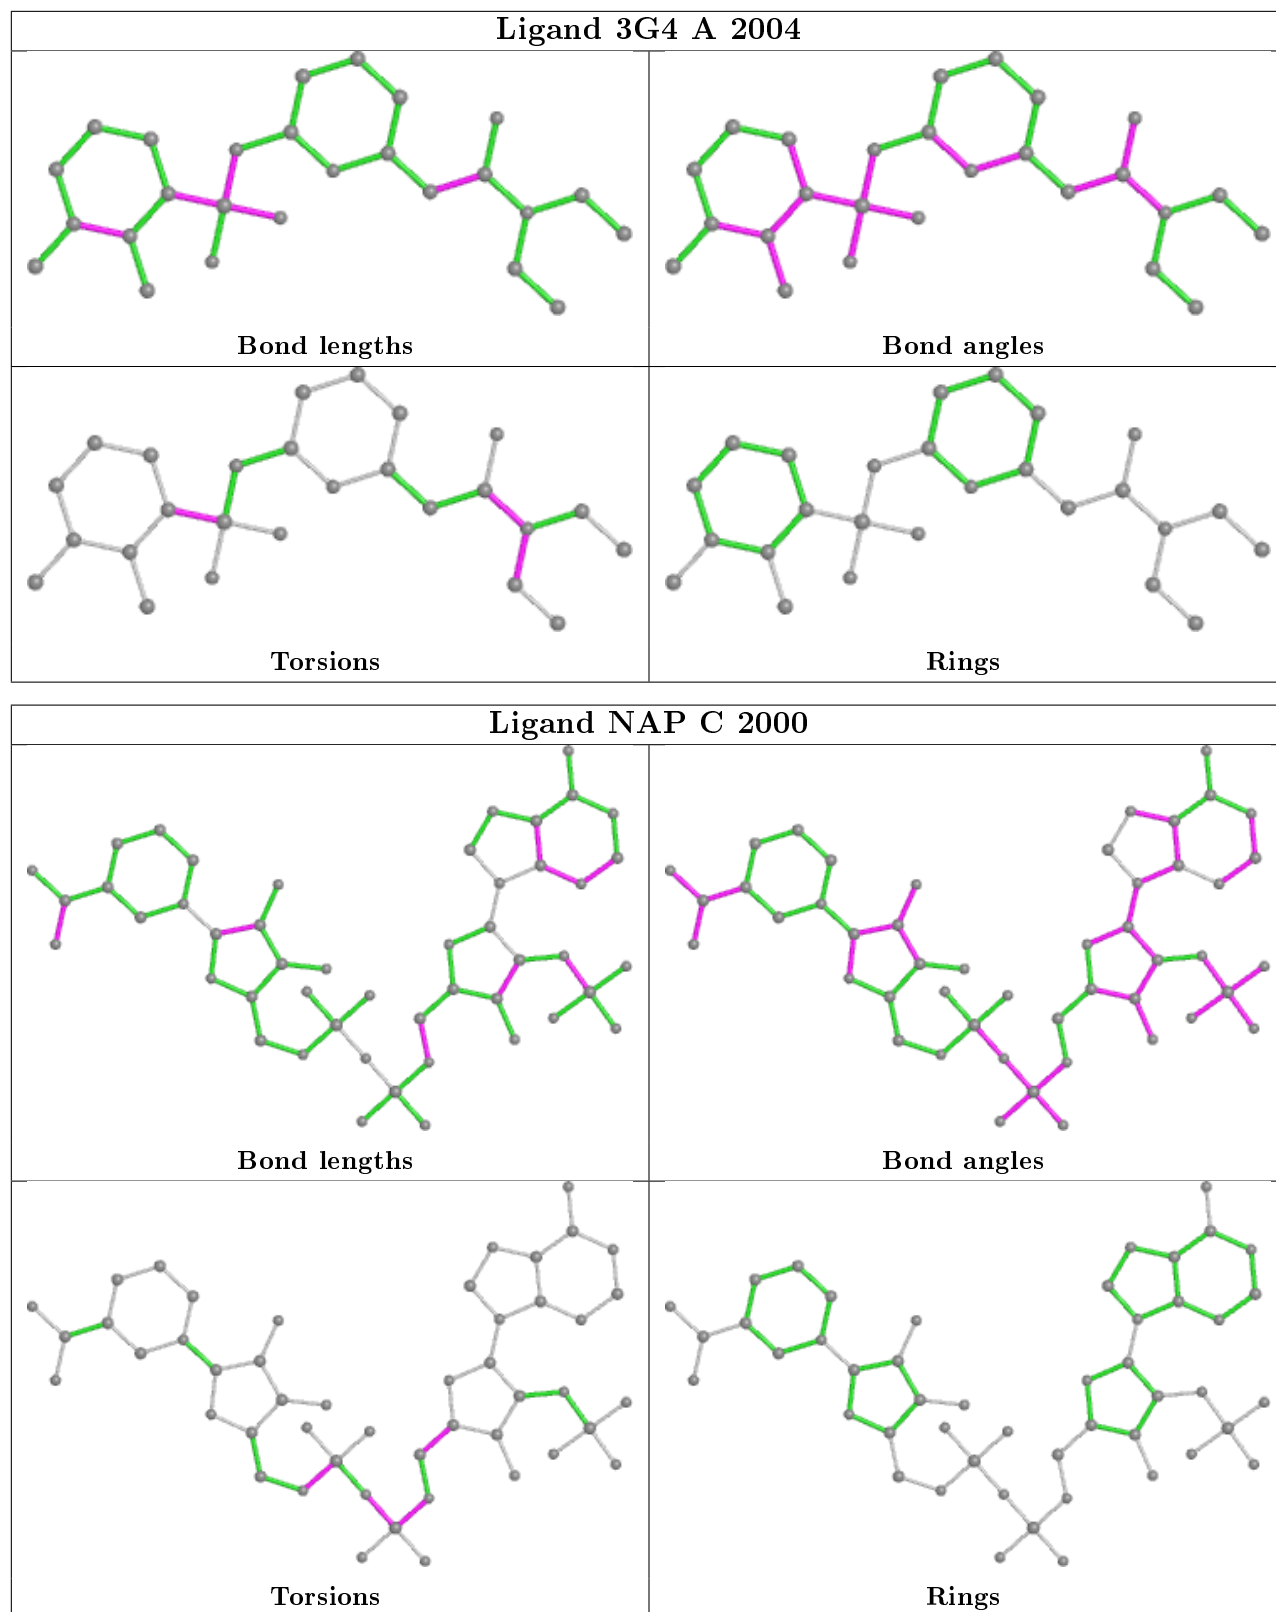 Ligand 3G4 A 2004
Bond lengths
Bond angles
Torsions
Rings
Ligand NAP C 2000
Bond lengths
Bond angles
Torsions
Rings